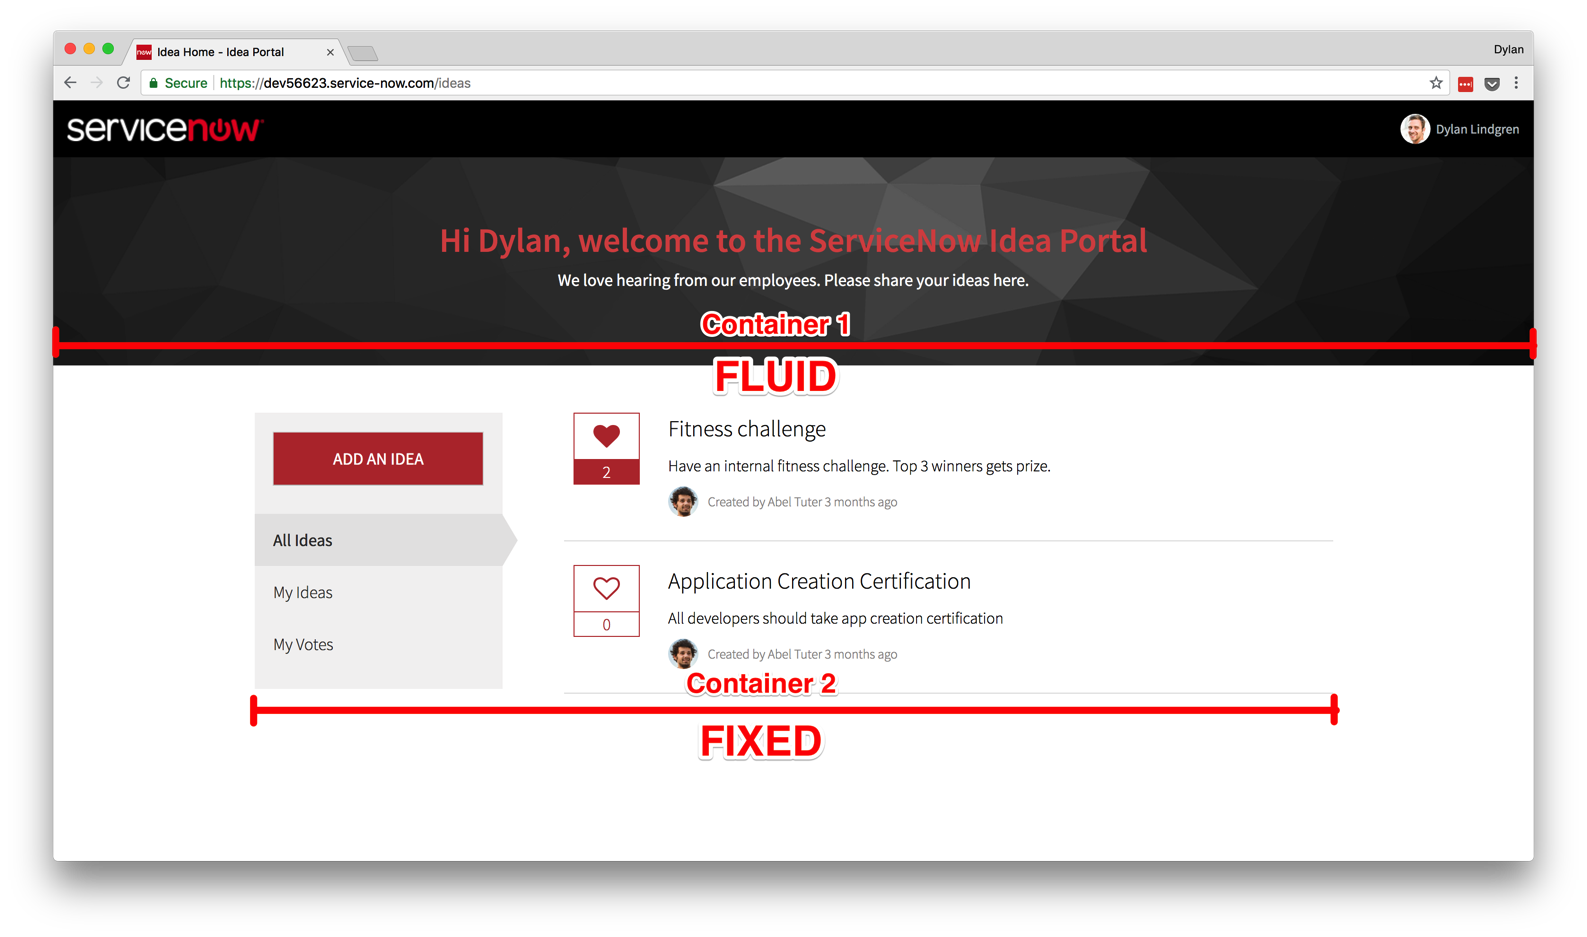 now Idea Home - Idea Portal
Dylan
Secure https://dev56623.service-now.com/ideas
servicenow
Dylan Lindgren
Hi Dylan, welcome to the ServiceNow Idea Portal
We love hearing from our employees. Please share your ideas here.
Container 1
FLUID
ADD AN IDEA
All Ideas
My Ideas
My Votes
Fitness challenge
2
Have an internal fitness challenge. Top 3 winners gets prize.
Created by Abel Tuter 3 months ago
Application Creation Certification
0
All developers should take app creation certification
Created by Abel Tuter 3 months ago
Container 2
FIXED